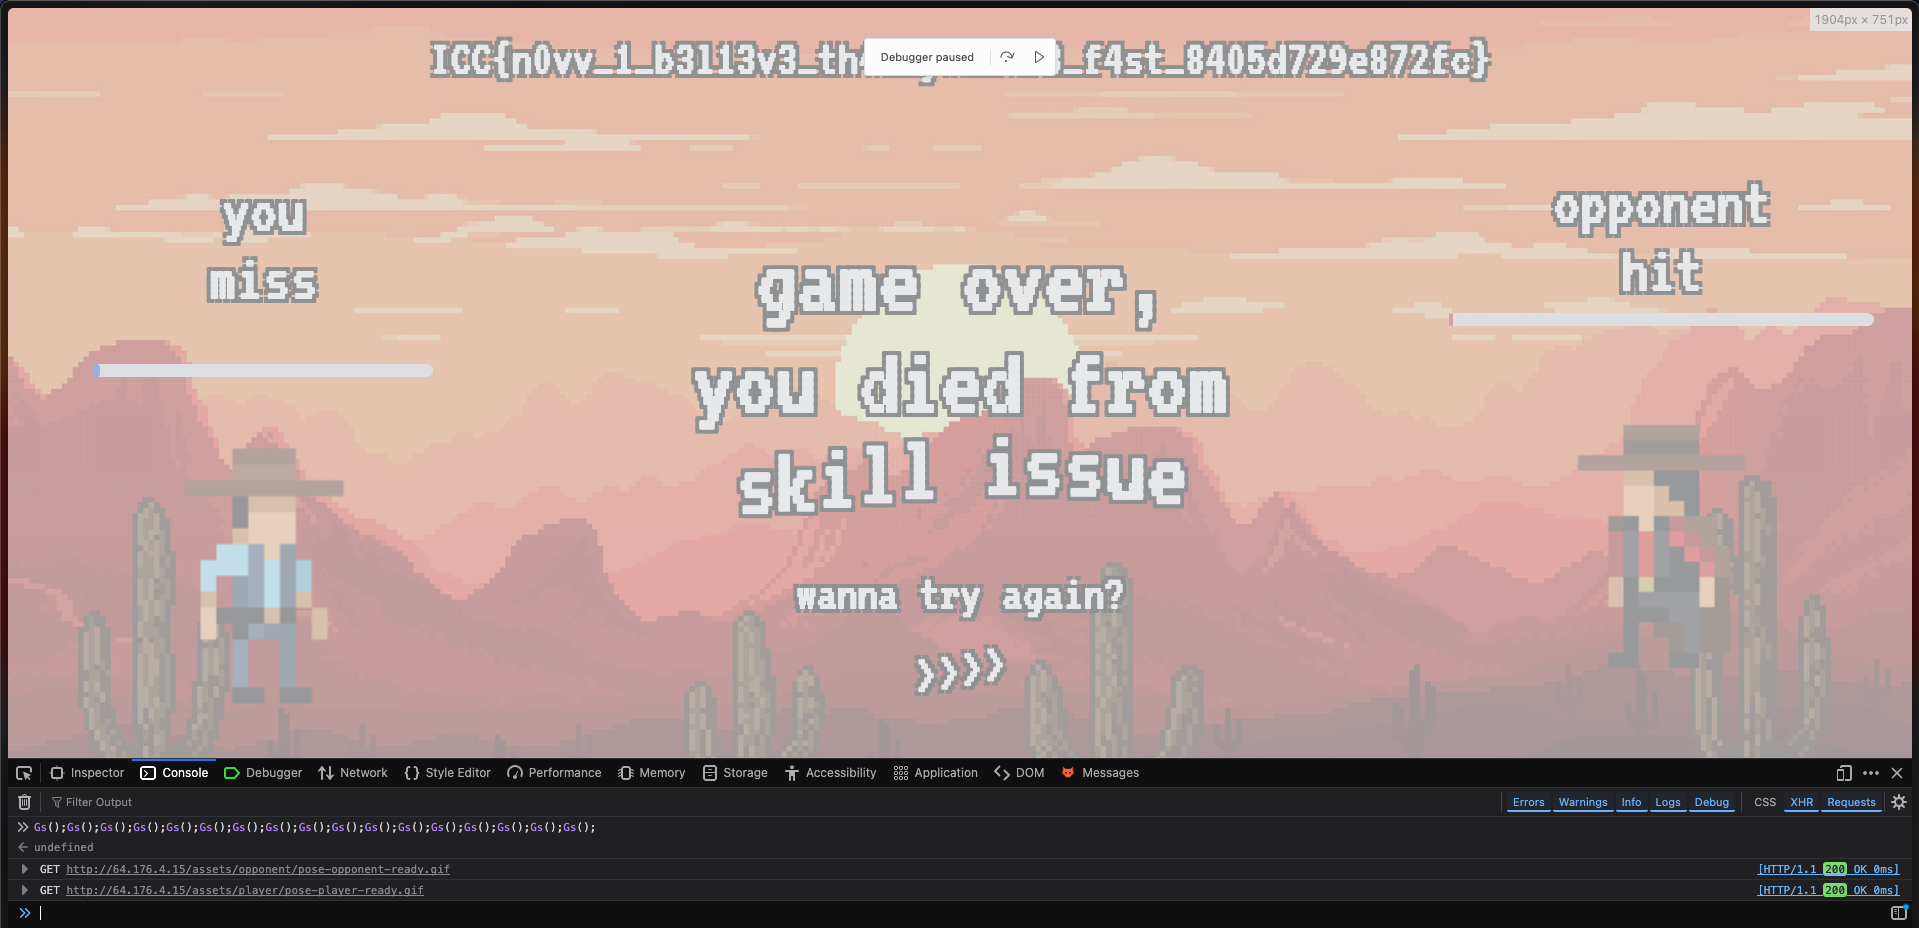 1904px × 751px
ICC{n0vv_1_b3l13v3_th
Debugger paused
_f4st_8405d729e872fc}
you
miss
opponent
hit
game over,
you died from
skill issue
wanna try again?
❯❯❯❯
Inspector Console Debugger Network Style Editor Performance Memory Storage Accessibility Application DOM Messages
Filter Output Errors Warnings Info Logs Debug CSS XHR Requests
Gs();Gs();Gs();Gs();Gs();Gs();Gs();Gs();Gs();Gs();Gs();Gs();Gs();Gs();Gs();Gs();Gs();
undefined
GET http://64.176.4.15/assets/opponent/pose-opponent-ready.gif [HTTP/1.1 200 OK 0ms]
GET http://64.176.4.15/assets/player/pose-player-ready.gif [HTTP/1.1 200 OK 0ms]